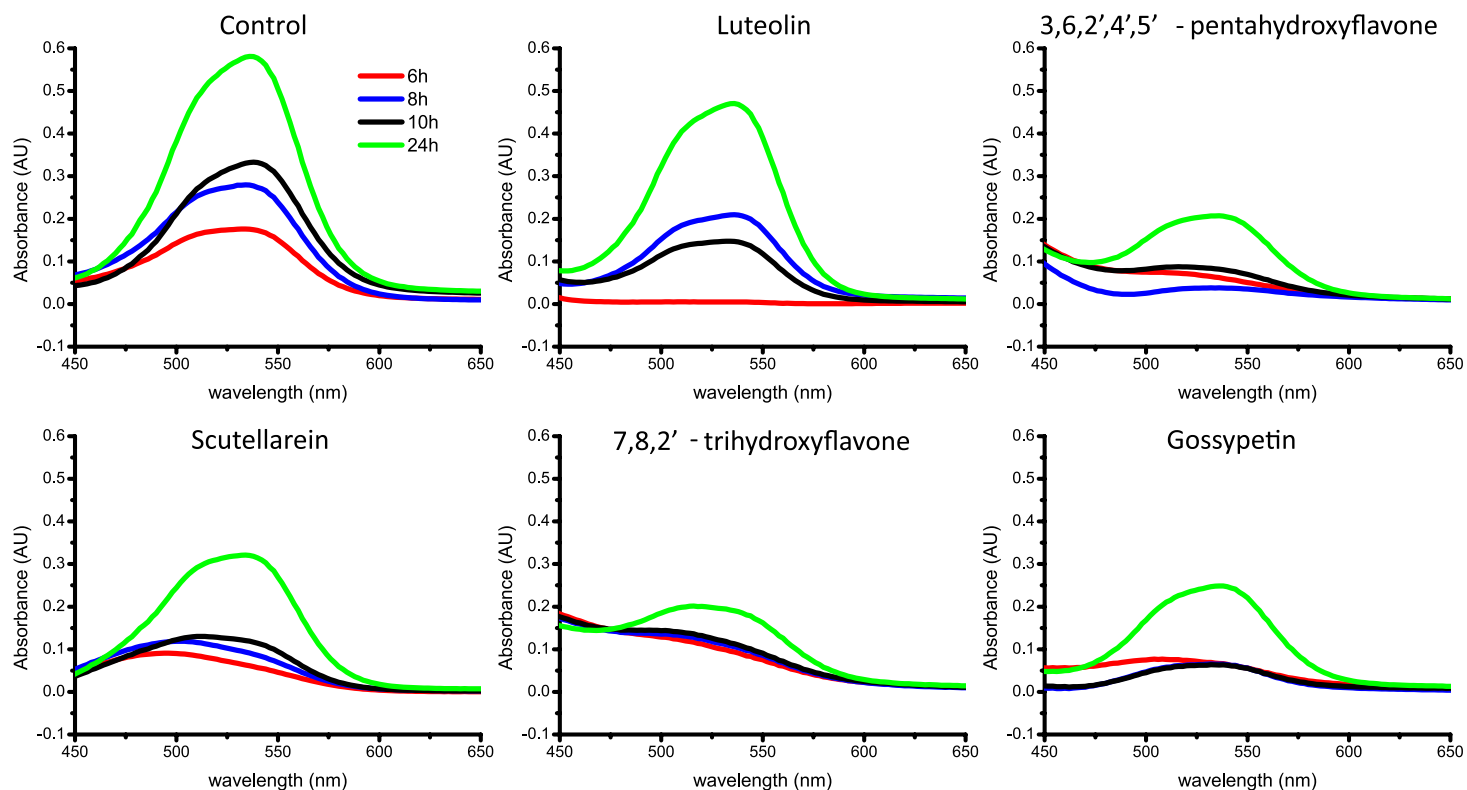 Control
0.6
0.5
0.4
0.3
0.2
0.1
0.0
-0.1
Absorbance (AU)
6h
8h
10h
24h
450 500 550 600 650
wavelength (nm)
Luteolin
0.6
0.5
0.4
0.3
0.2
0.1
0.0
-0.1
Absorbance (AU)
450 500 550 600 650
wavelength (nm)
3,6,2’,4’,5’ - pentahydroxyflavone
0.6
0.5
0.4
0.3
0.2
0.1
0.0
-0.1
Absorbance (AU)
450 500 550 600 650
wavelength (nm)
Scutellarein
0.6
0.5
0.4
0.3
0.2
0.1
0.0
-0.1
Absorbance (AU)
450 500 550 600 650
wavelength (nm)
7,8,2’ - trihydroxyflavone
0.6
0.5
0.4
0.3
0.2
0.1
0.0
-0.1
Absorbance (AU)
450 500 550 600 650
wavelength (nm)
Gossypetin
0.6
0.5
0.4
0.3
0.2
0.1
0.0
-0.1
Absorbance (AU)
450 500 550 600 650
wavelength (nm)